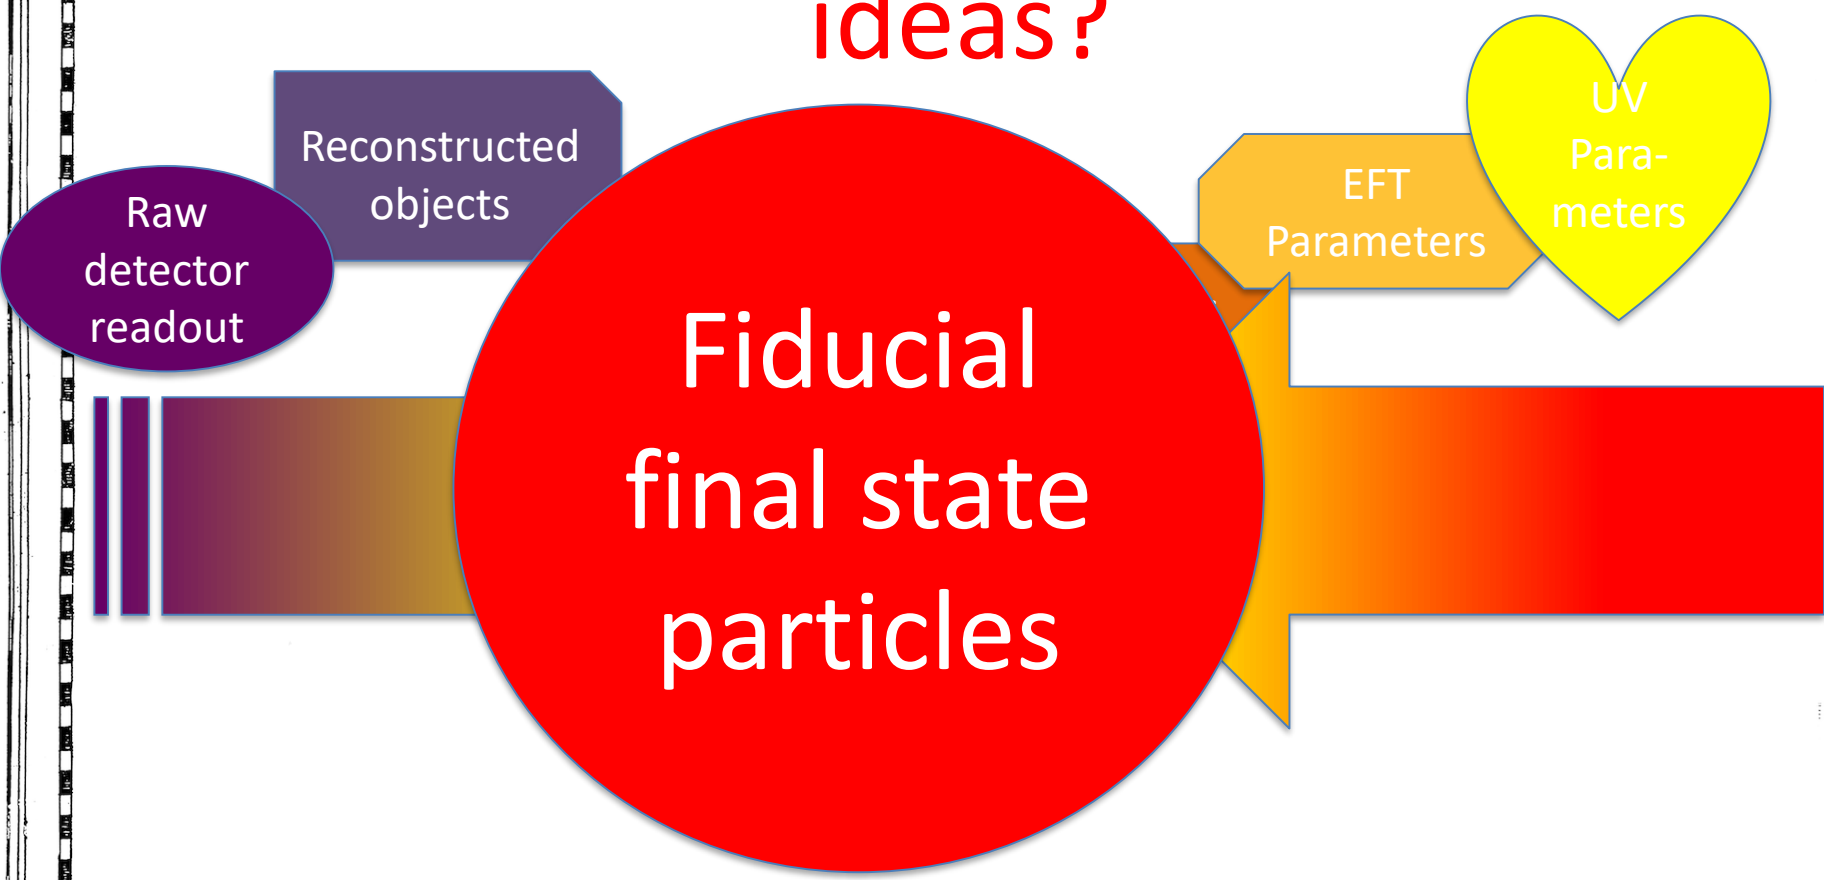 ideas?
Reconstructed
objects
Raw
detector
readout
Fiducial
final state
particles
EFT
Parameters
UV
Para-
meters